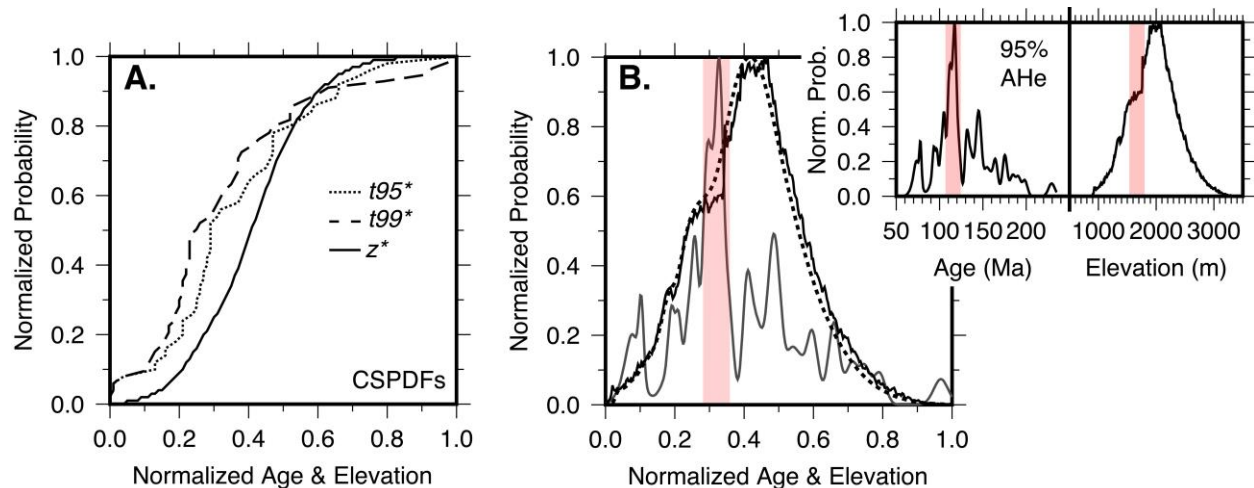 A.
Normalized Probability
1.0
0.8
0.6
0.4
0.2
0.0
t95*
t99*
z*
CSPDFs
0.0 0.2 0.4 0.6 0.8 1.0
Normalized Age & Elevation
B.
Normalized Probability
1.0
0.8
0.6
0.4
0.2
0.0
0.0 0.2 0.4 0.6 0.8 1.0
Normalized Age & Elevation
Norm. Prob.
1.0
0.8
0.6
0.4
0.2
0.0
95%
AHe
50 100 150 200
1000 2000 3000
Age (Ma)
Elevation (m)